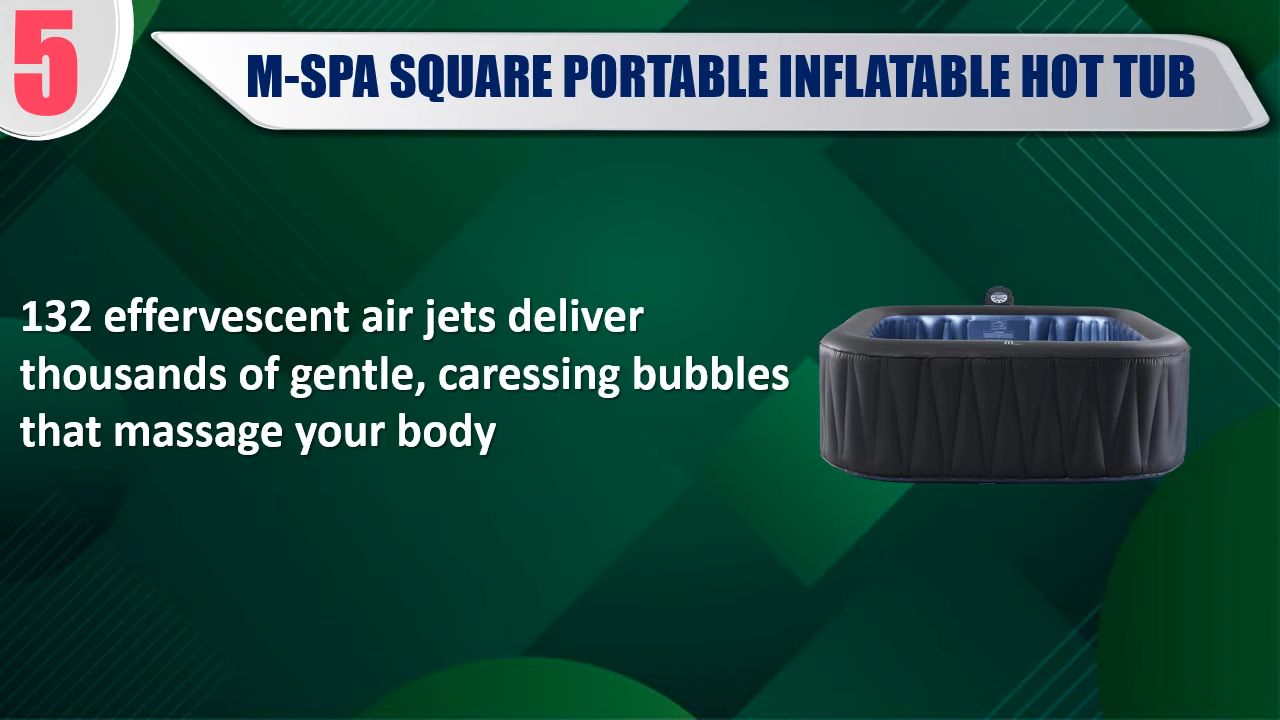 5
M-SPA SQUARE PORTABLE INFLATABLE HOT TUB
132 effervescent air jets deliver
thousands of gentle, caressing bubbles
that massage your body